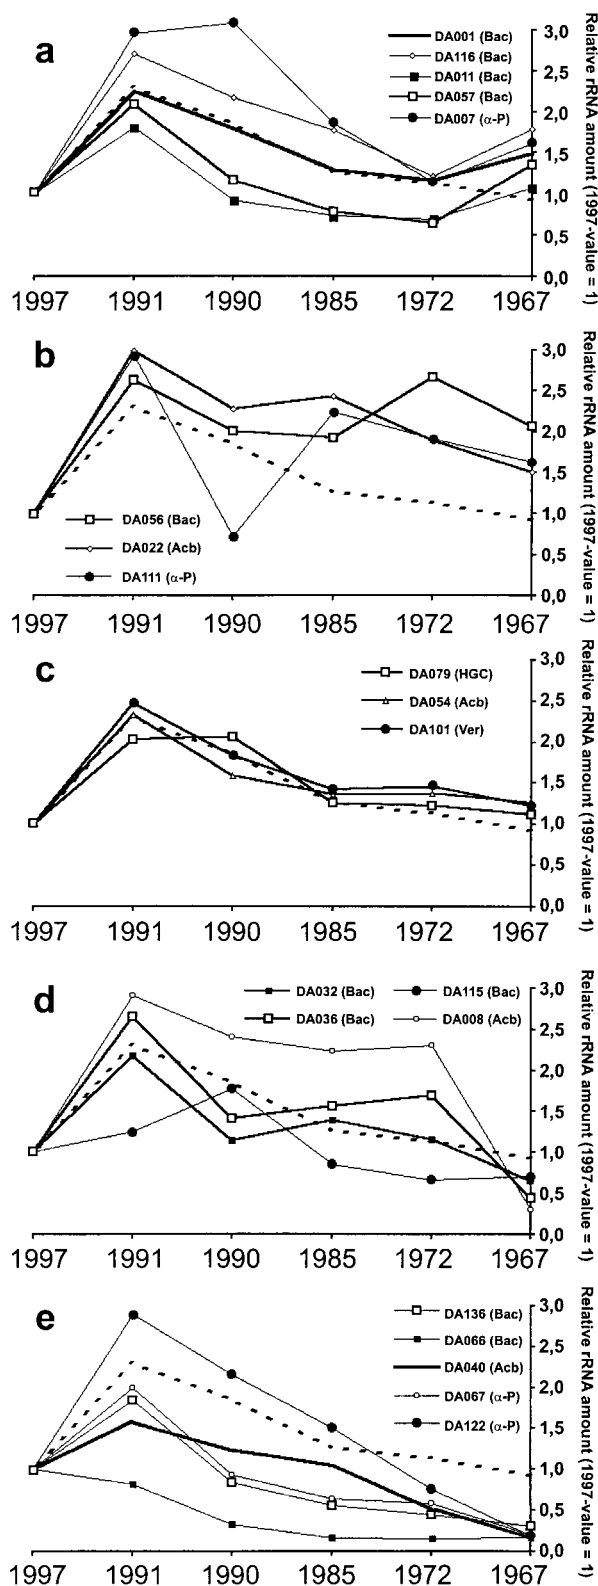 a
DA001 (Bac)
DA116 (Bac)
DA011 (Bac)
DA057 (Bac)
DA007 (α-P)
3,0
2,5
2,0
1,5
1,0
0,5
0,0
Relative rRNA amount (1997-value = 1)
1997 1991 1990 1985 1972 1967
b
DA056 (Bac)
DA022 (Acb)
DA111 (α-P)
3,0
2,5
2,0
1,5
1,0
0,5
0,0
Relative rRNA amount (1997-value = 1)
1997 1991 1990 1985 1972 1967
c
DA079 (HGC)
DA054 (Acb)
DA101 (Ver)
3,0
2,5
2,0
1,5
1,0
0,5
0,0
Relative rRNA amount (1997-value = 1)
1997 1991 1990 1985 1972 1967
d
DA032 (Bac) DA115 (Bac)
DA036 (Bac) DA008 (Acb)
3,0
2,5
2,0
1,5
1,0
0,5
0,0
Relative rRNA amount (1997-value = 1)
1997 1991 1990 1985 1972 1967
e
DA136 (Bac)
DA066 (Bac)
DA040 (Acb)
DA067 (α-P)
DA122 (α-P)
3,0
2,5
2,0
1,5
1,0
0,5
0,0
Relative rRNA amount (1997-value = 1)
1997 1991 1990 1985 1972 1967